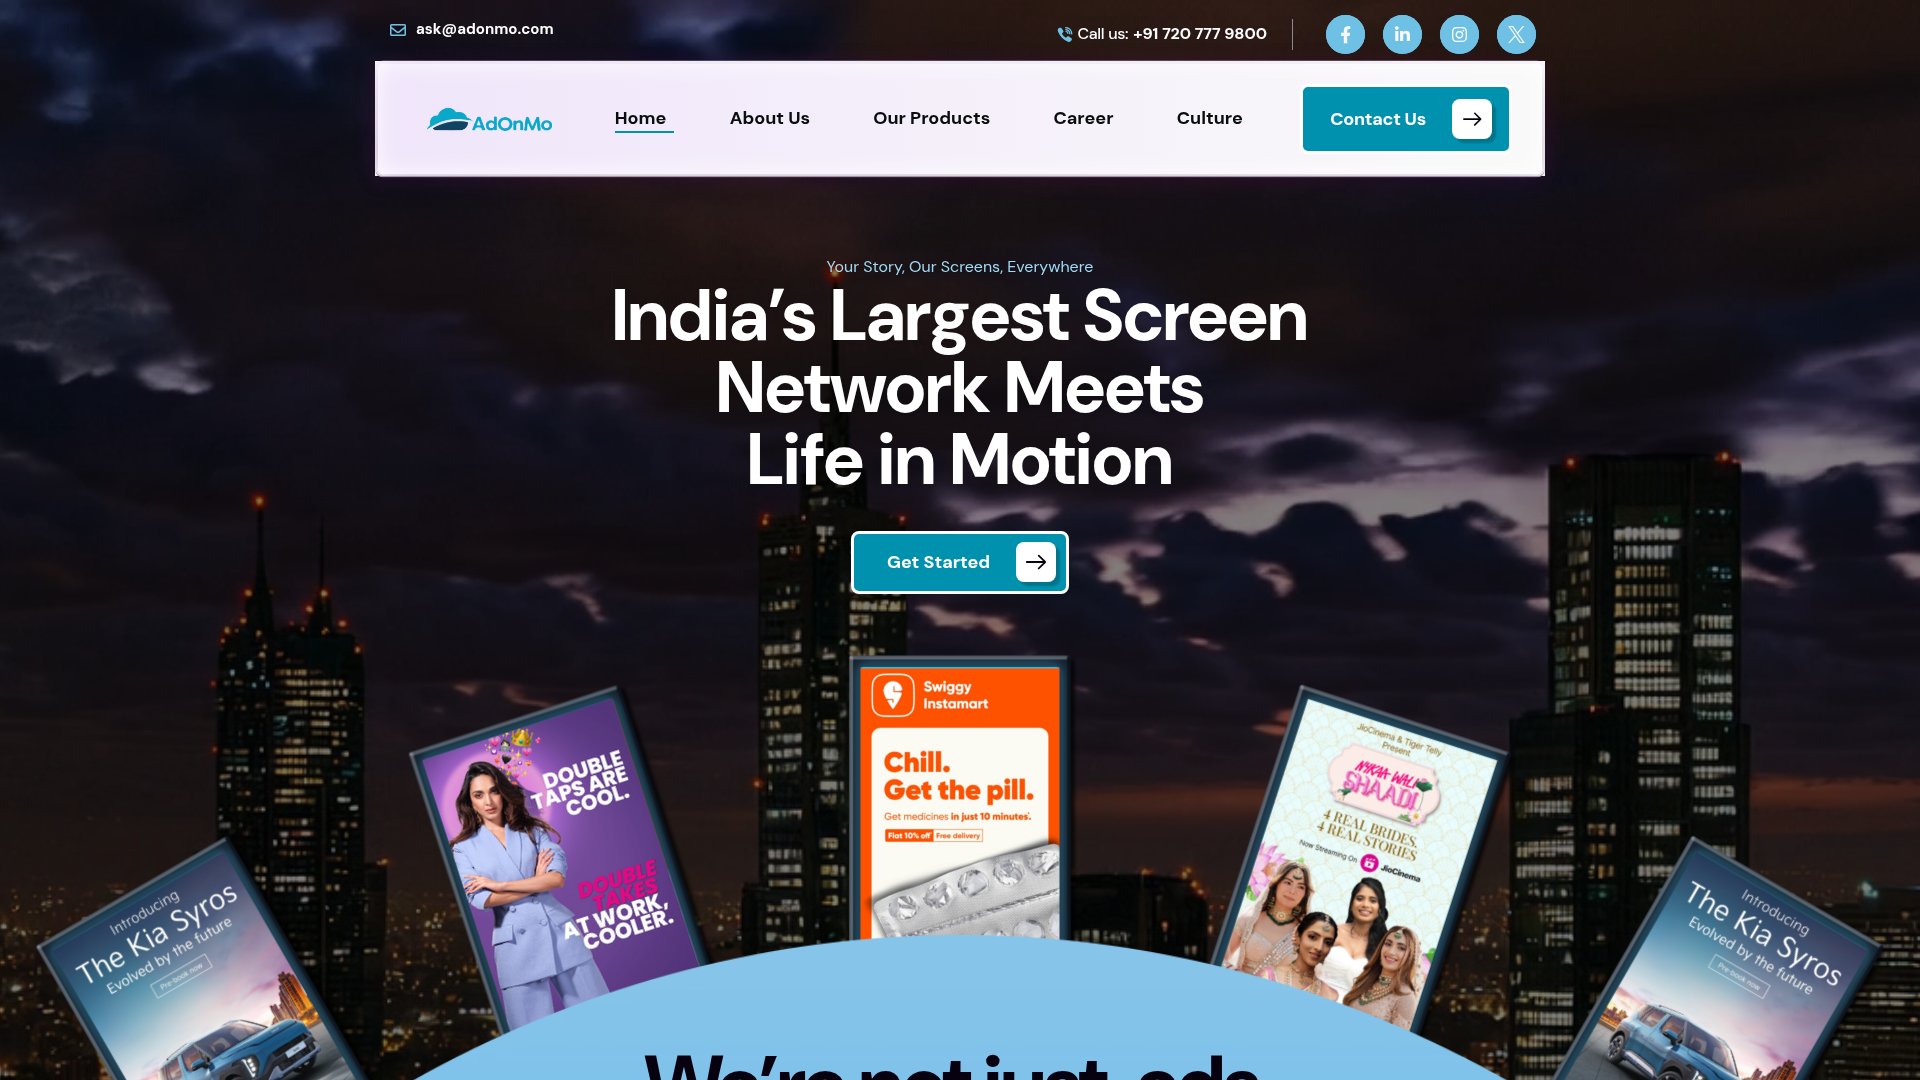 ask@adonmo.com
Call us: +91 720 777 9800
AdOnMo
Home
About Us
Our Products
Career
Culture
Contact Us
Your Story, Our Screens, Everywhere
India’s Largest Screen
Network Meets
Life in Motion
Get Started
Introducing
The Kia Syros
Evolved by the future
Pre-book now
DOUBLE
TAPS ARE
COOL.
DOUBLE
TAKES
AT WORK,
COOLER.
Swiggy
Instamart
Chill.
Get the pill.
Get medicines in just 10 minutes*.
Flat 10% off Free delivery
JioCinema & Tiger Telly
Present
NYKAA WALI
SHAADI
4 REAL BRIDES,
4 REAL STORIES
Now Streaming On JioCinema
Introducing
The Kia Syros
Evolved by the future
Pre-book now
We’re not just ads